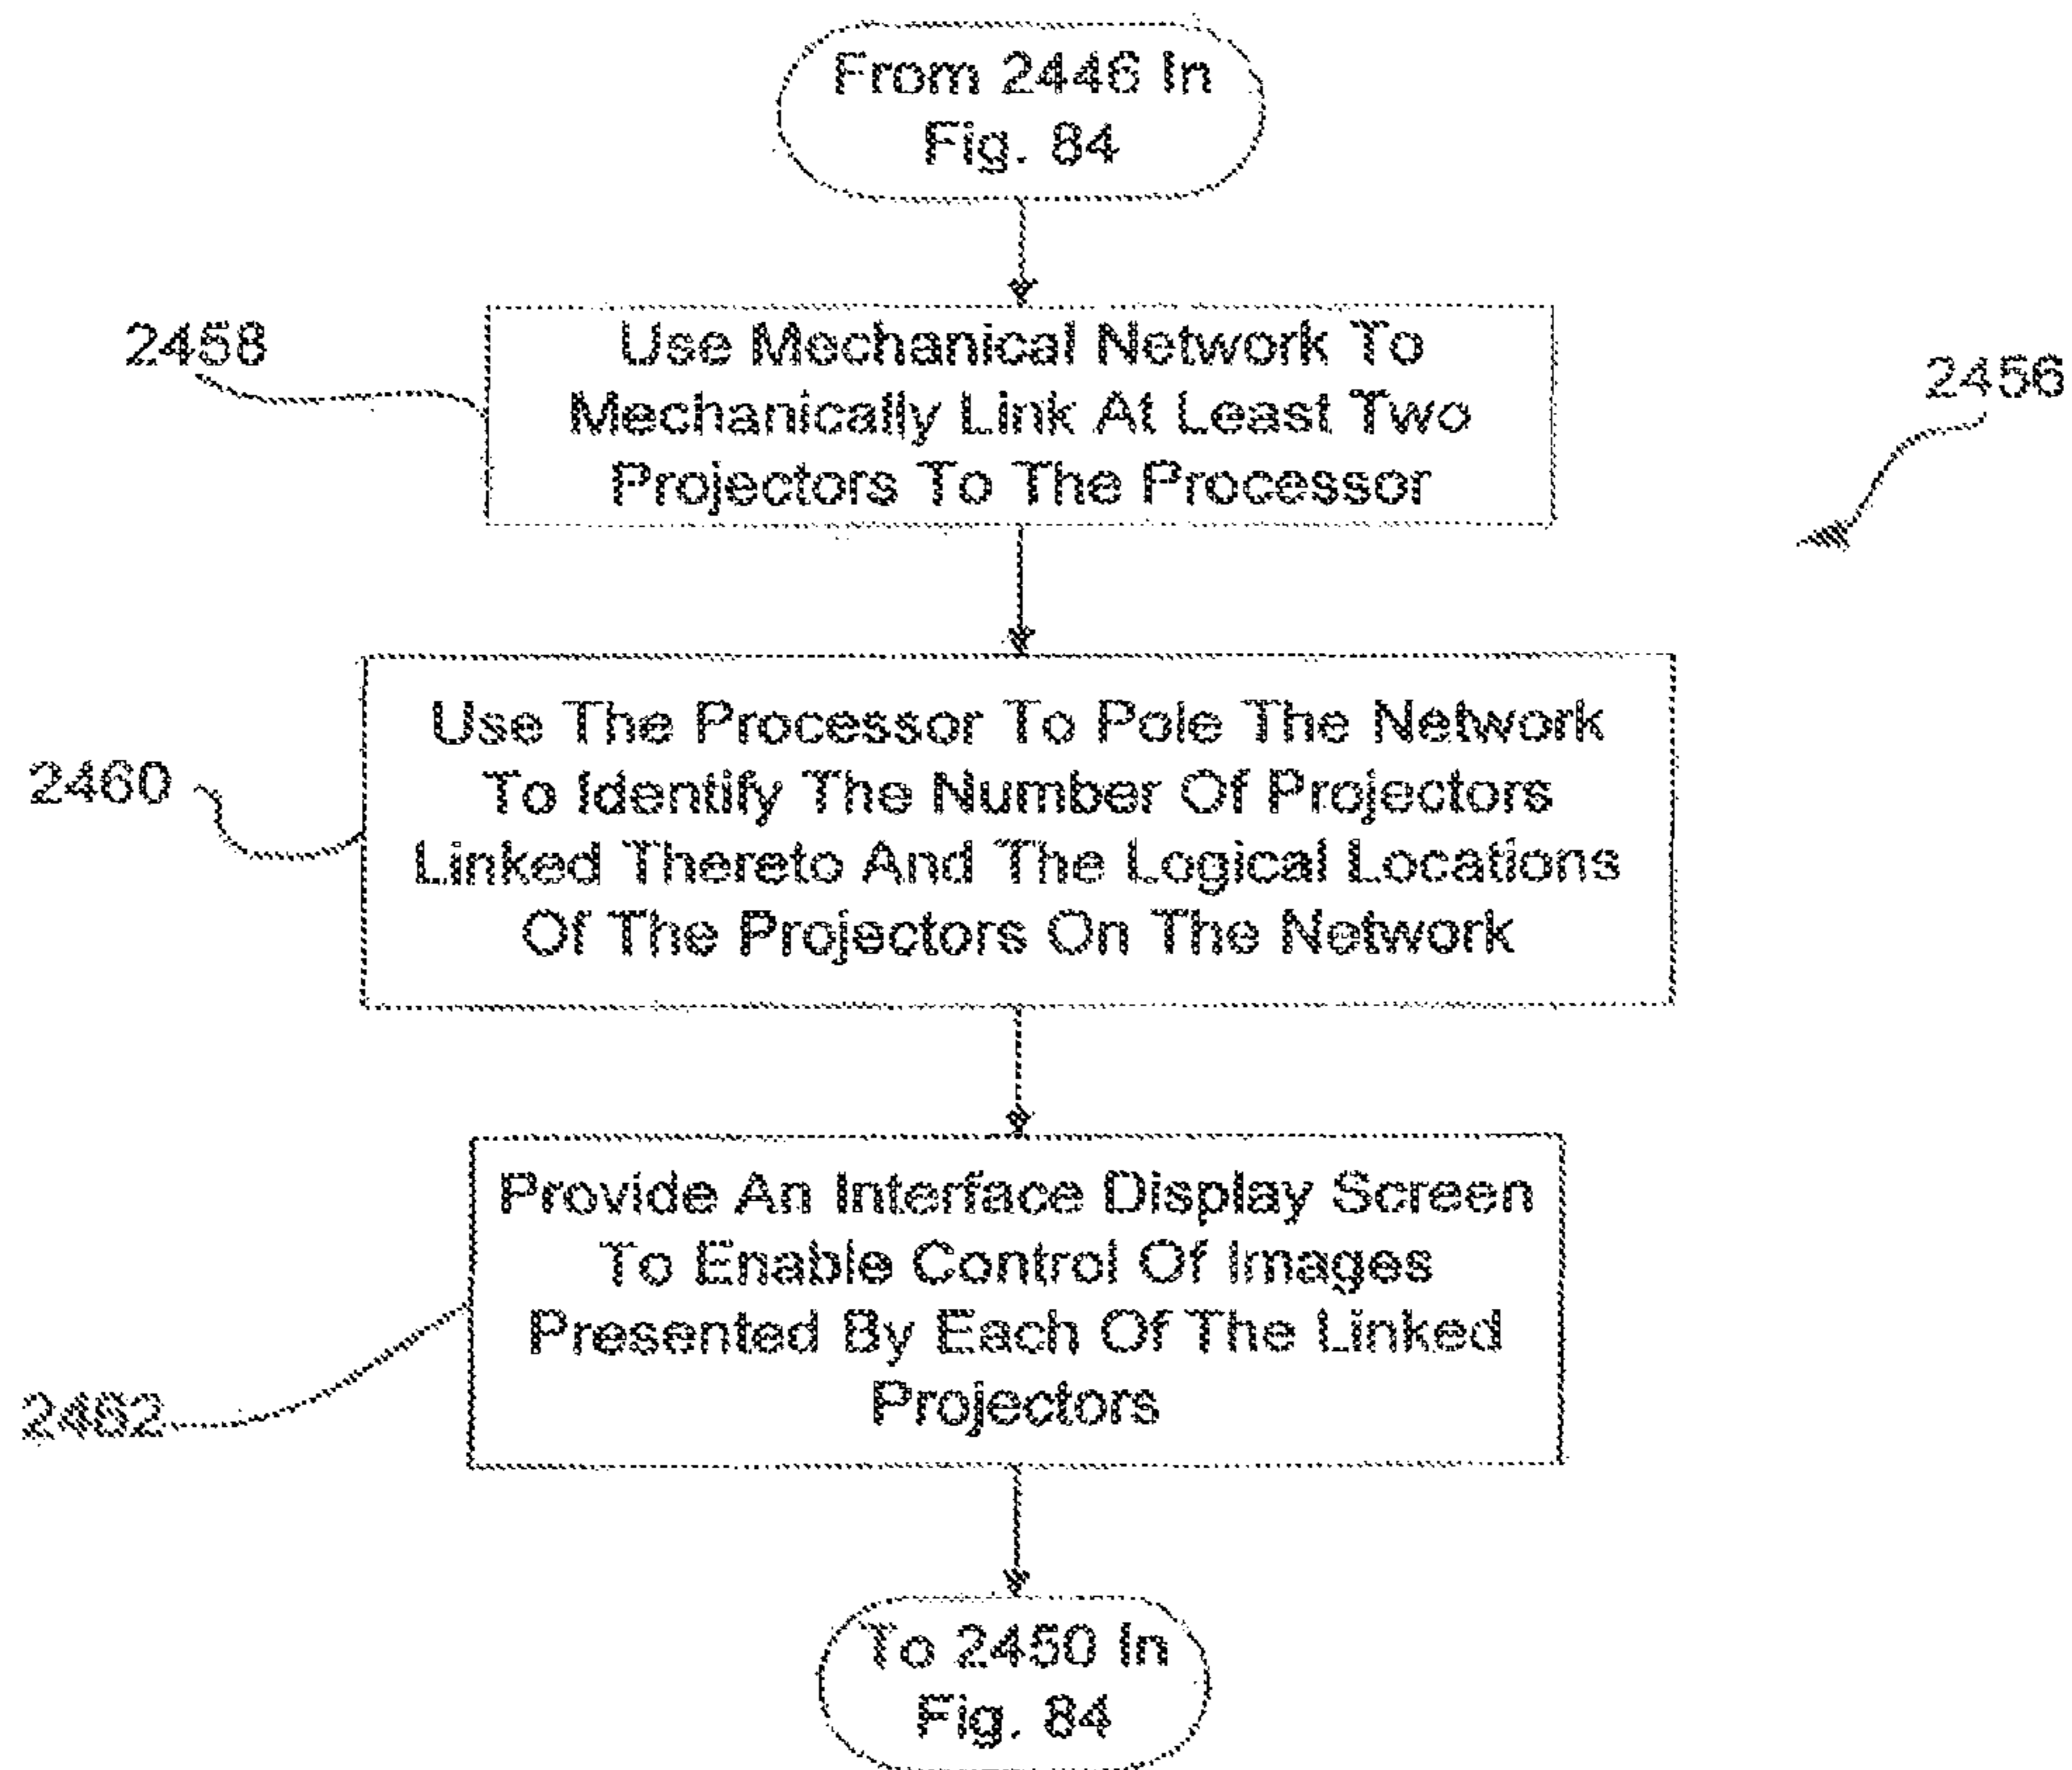 From 2446 In
Fig. 84
2458
Use Mechanical Network To
Mechanically Link At Least Two
Projectors To The Processor
2456
2460
Use The Processor To Pole The Network
To Identify The Number Of Projectors
Linked Thereto And The Logical Locations
Of The Projectors On The Network
2462
Provide An Interface Display Screen
To Enable Control Of Images
Presented By Each Of The Linked
Projectors
To 2450 In
Fig. 84